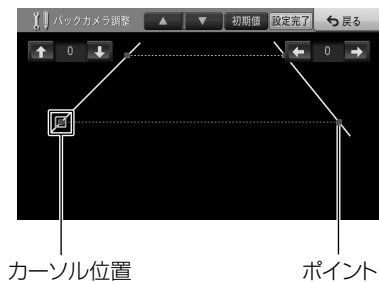 バックカメラ調整 ▲ ▼ 初期値 設定完了 戻る
↑ 0 ↓ ← 0 →
カーソル位置 ポイント